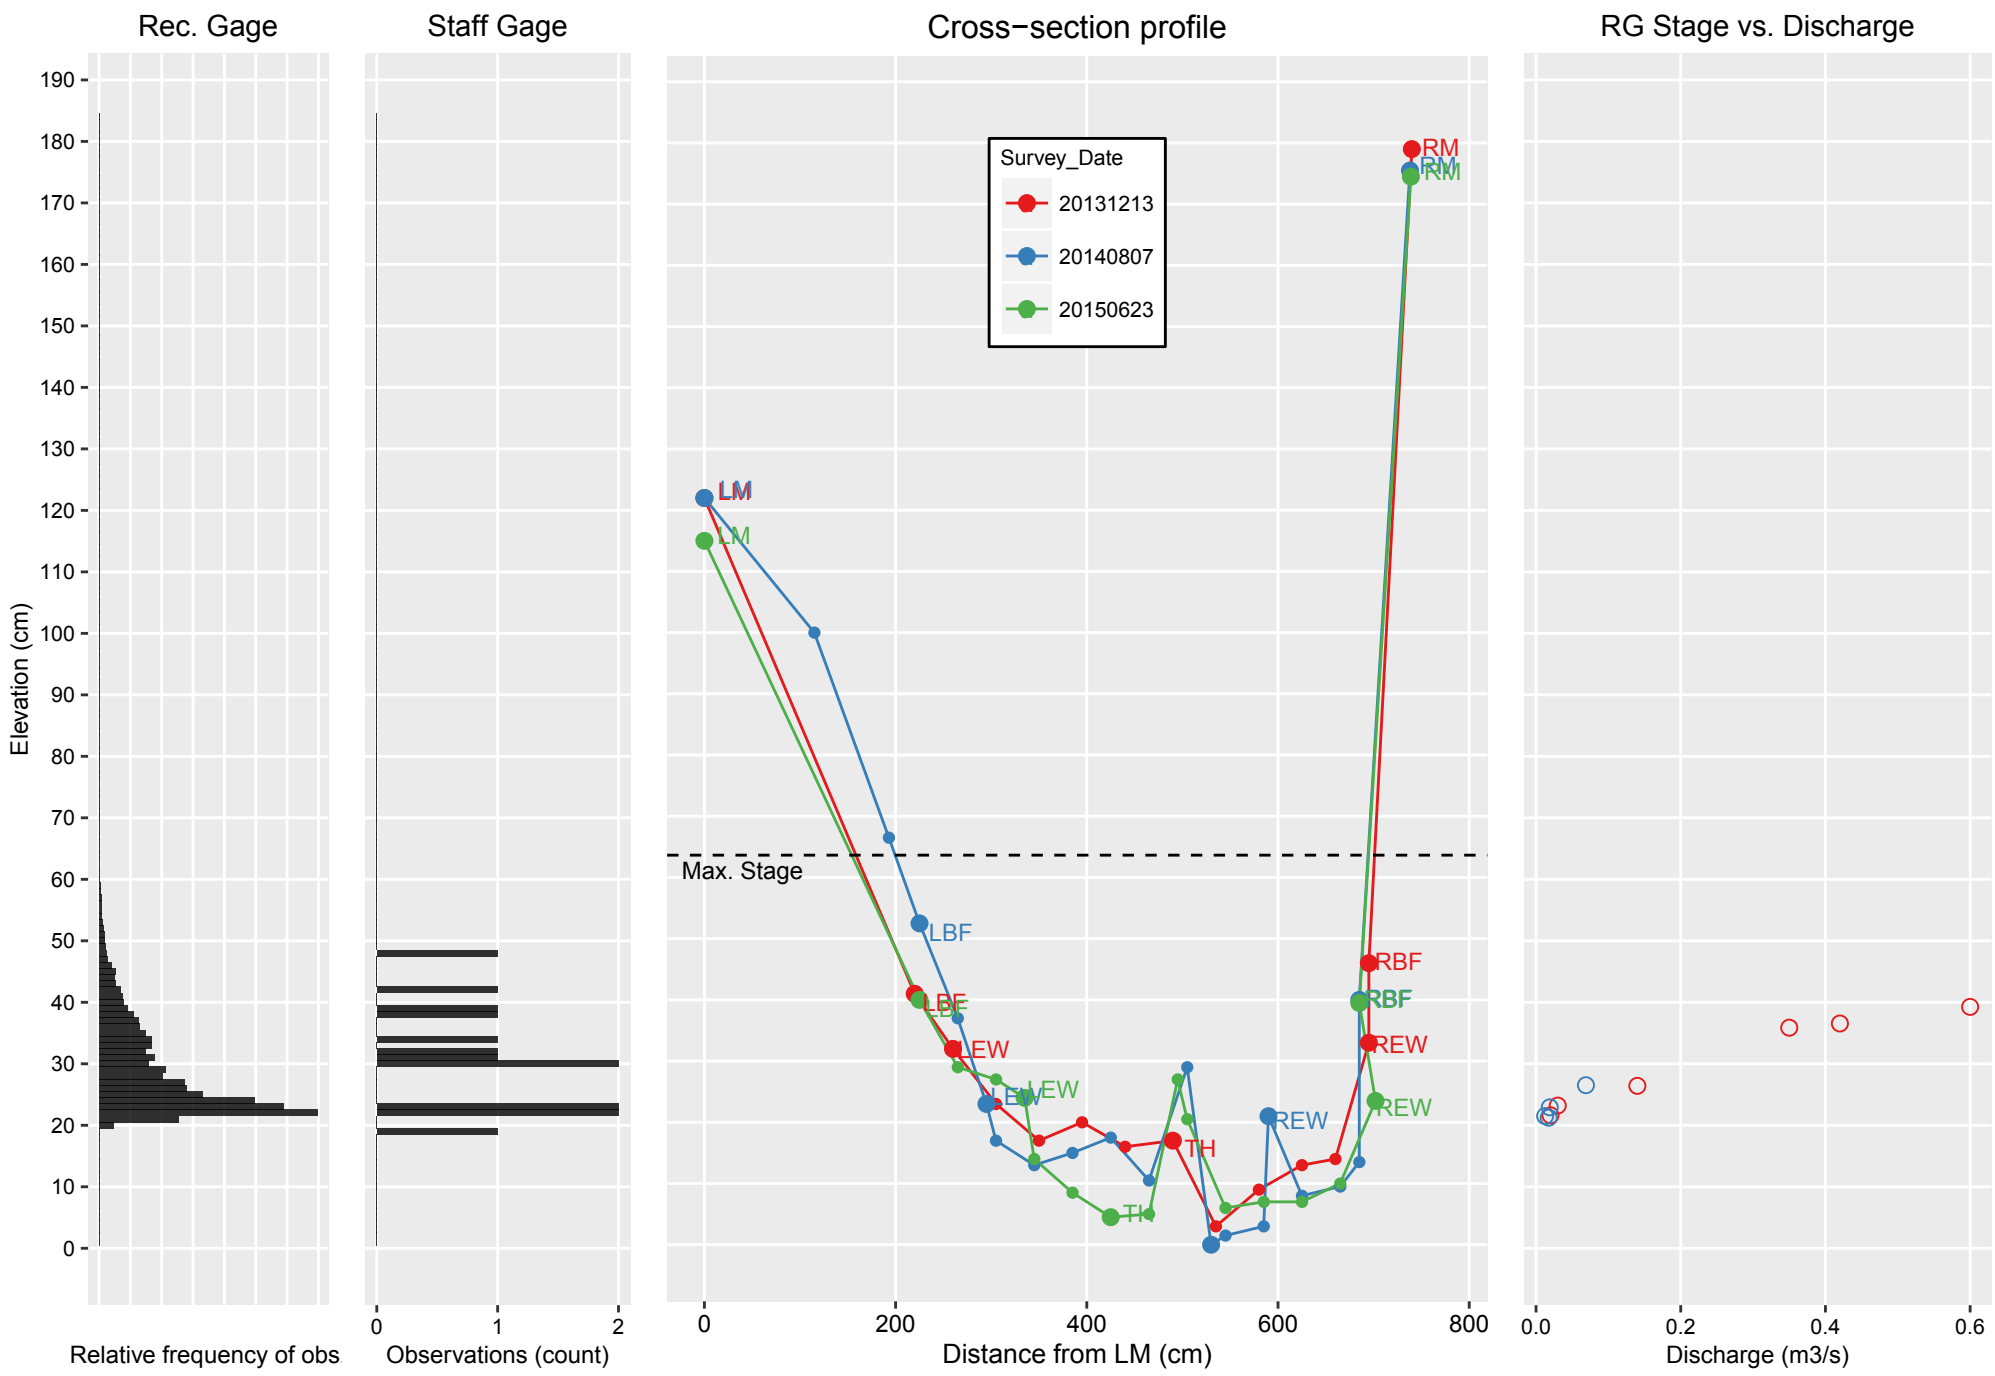 Rec. Gage
Staff Gage
Cross−section profile
RG Stage vs. Discharge
Elevation (cm)
190
180
170
160
150
140
130
120
110
100
90
80
70
60
50
40
30
20
10
0
Relative frequency of obs.
0 1 2
Observations (count)
Survey_Date
20131213
20140807
20150623
RM
RM
RM
LM
LM
LM
Max. Stage
LBF
LBF
LBF
RBF
RBF
RBF
LEW
LEW
LEW
REW
REW
REW
TH
TH
0 200 400 600 800
Distance from LM (cm)
0.0 0.2 0.4 0.6
Discharge (m3/s)